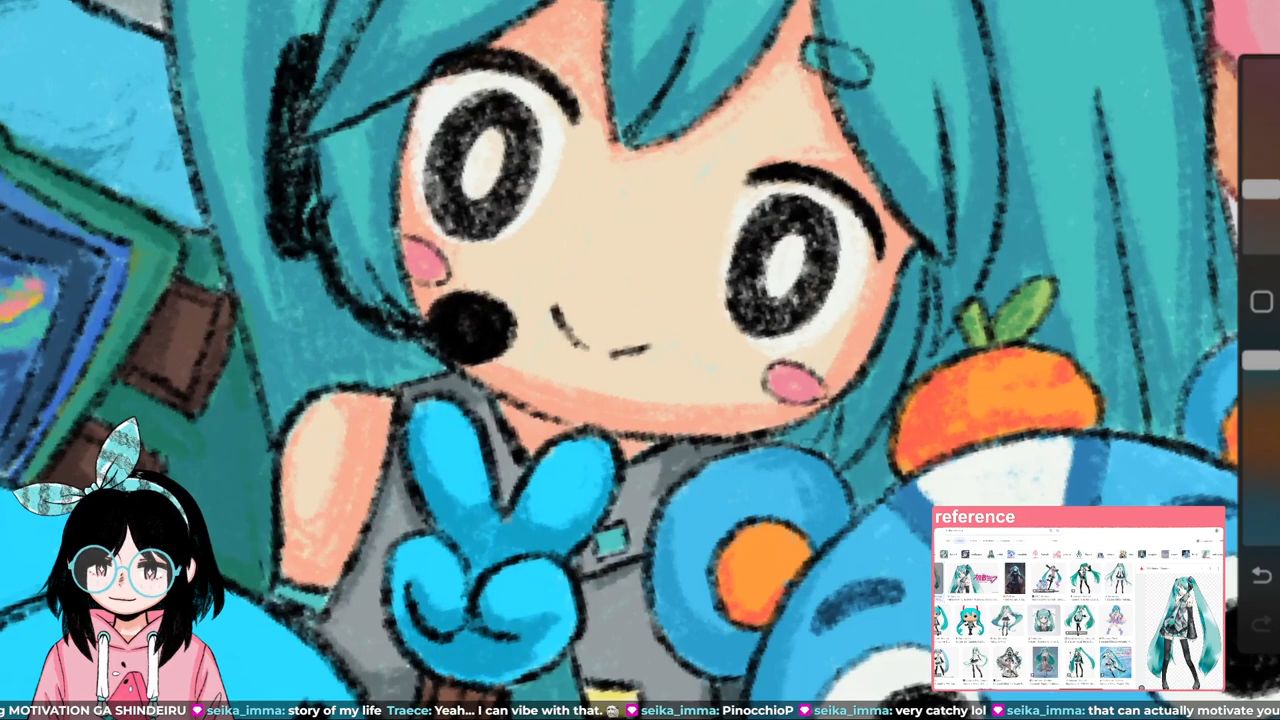 reference
g MOTIVATION GA SHINDEIRU seika_imma: story of my life Traece: Yeah... I can vibe with that. seika_imma: PinocchioP seika_imma: very catchy lol seika_imma: that can actually motivate you